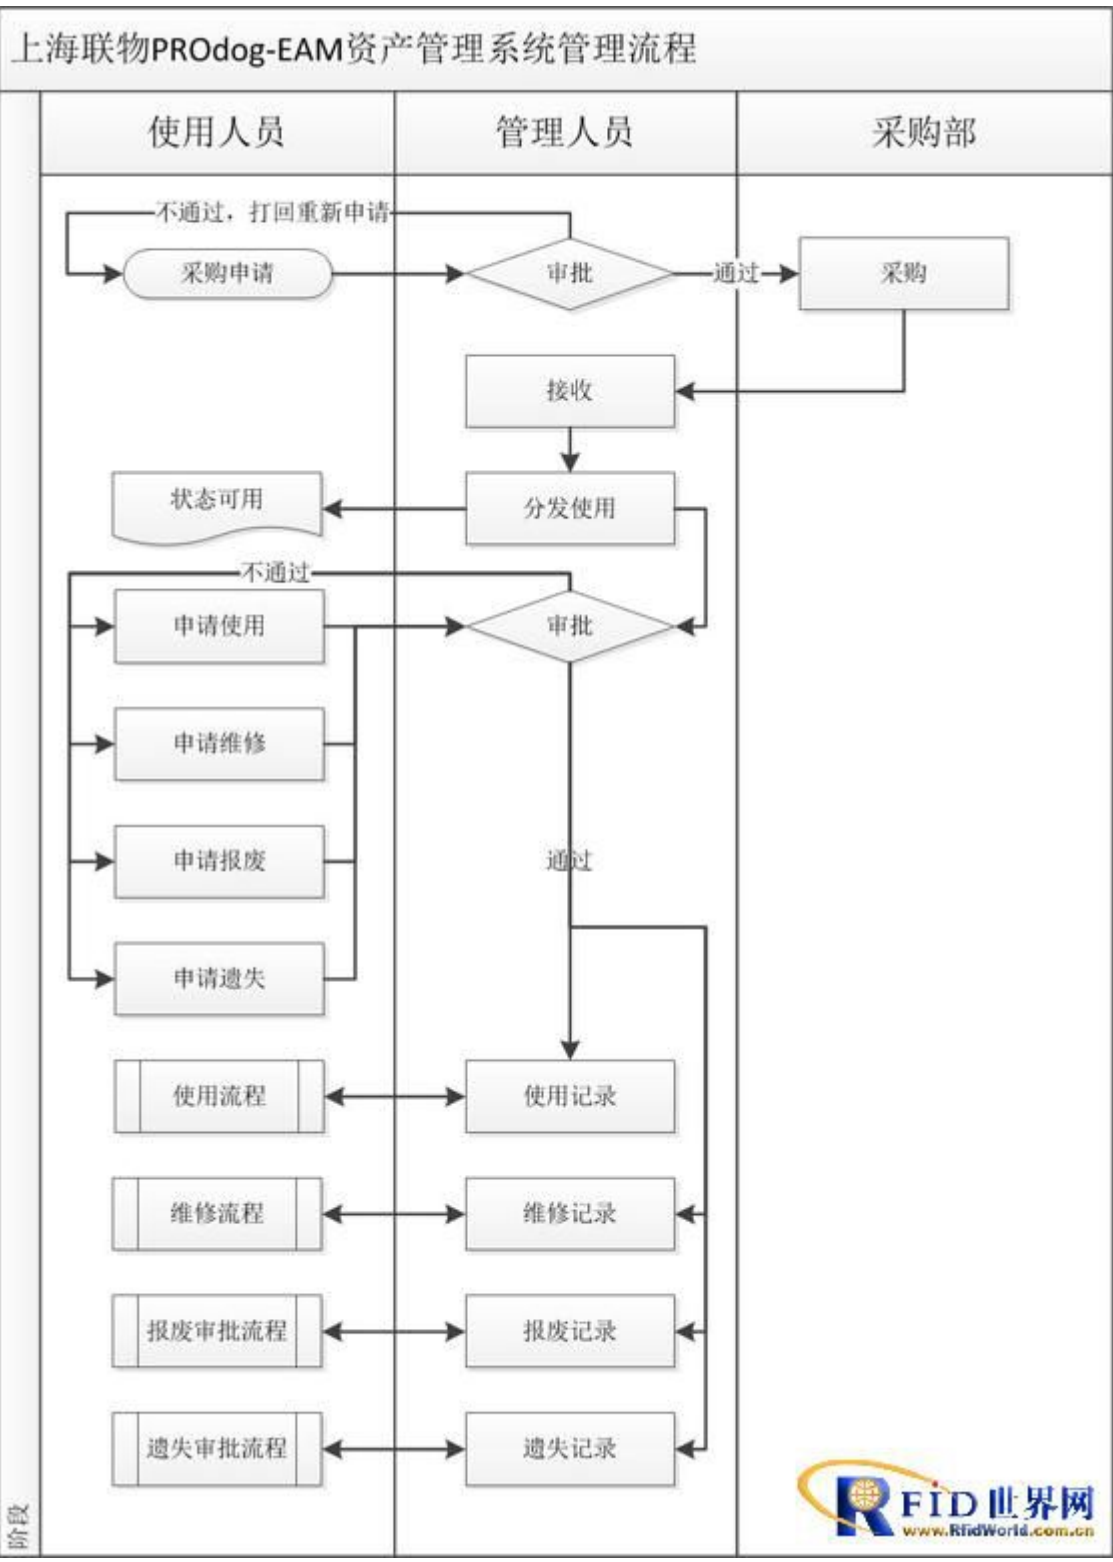 上海联物PROdog-EAM资产管理系统管理流程
使用人员
管理人员
采购部
不通过，打回重新申请
采购申请
审批
通过
采购
接收
状态可用
分发使用
不通过
申请使用
审批
申请维修
申请报废
通过
申请遗失
使用流程
使用记录
维修流程
维修记录
报废审批流程
报废记录
遗失审批流程
遗失记录
阶段
RFID世界网
www.RfidWorld.com.cn